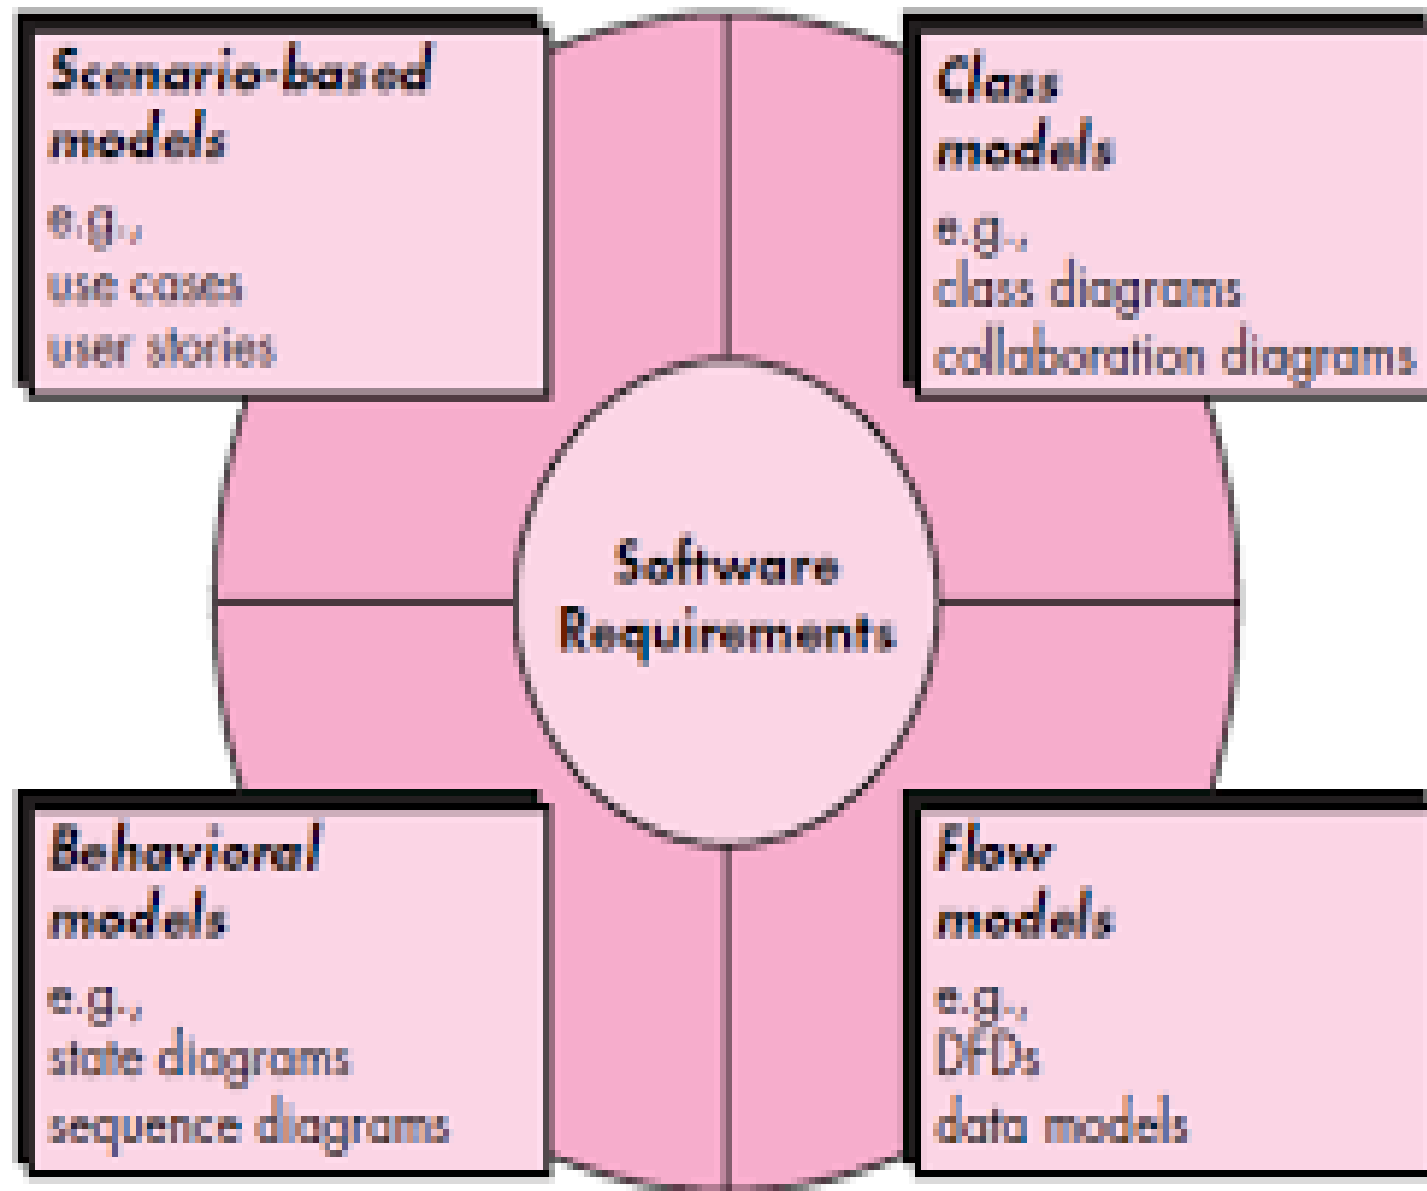 Scenario-based
models
e.g.,
use cases
user stories
Class
models
e.g.,
class diagrams
collaboration diagrams
Software
Requirements
Behavioral
models
e.g.,
state diagrams
sequence diagrams
Flow
models
e.g.,
DFDs
data models